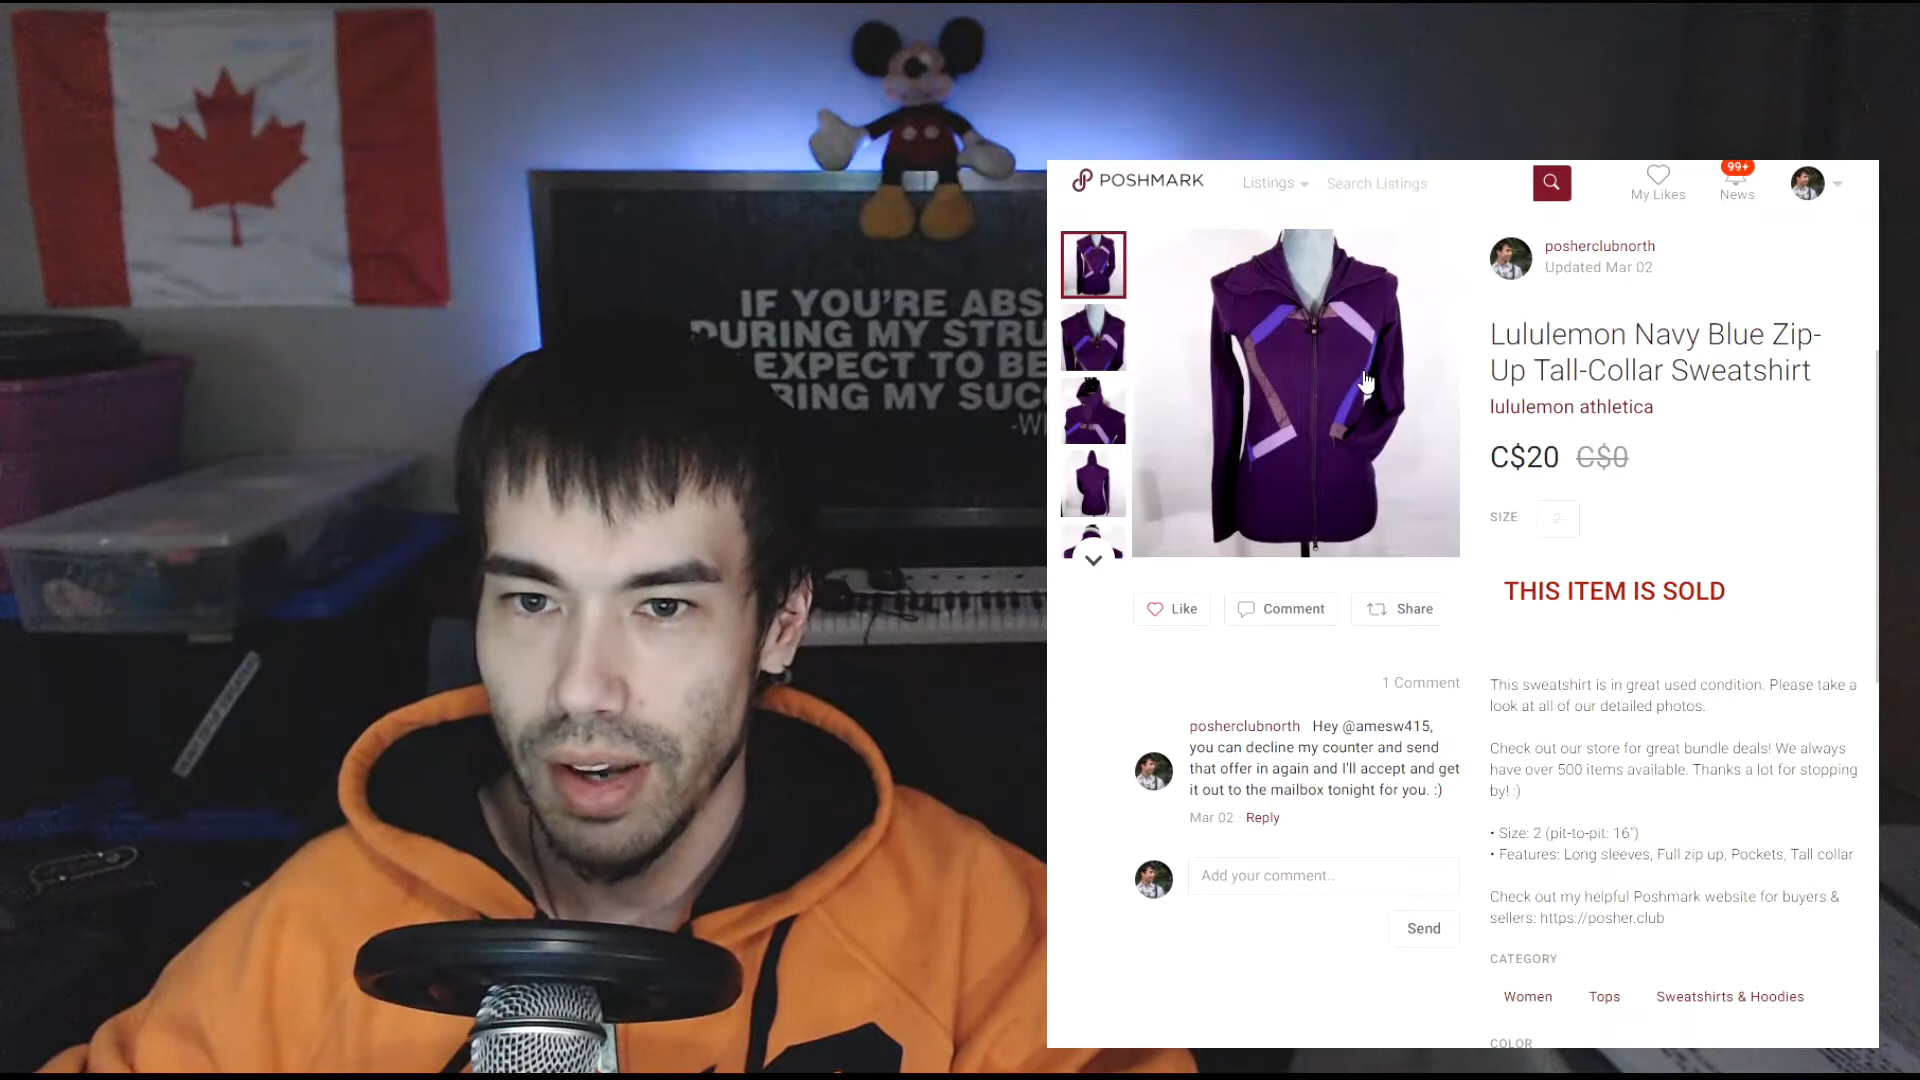 IF YOU'RE ABS
DURING MY STRU
EXPECT TO BE
RING MY SUC
-WI
POSHMARK
Listings
Search Listings
My Likes
99+
News
posherclubnorth
Updated Mar 02
Lululemon Navy Blue Zip-
Up Tall-Collar Sweatshirt
lululemon athletica
C$20 C$0
SIZE 2
THIS ITEM IS SOLD
Like
Comment
Share
1 Comment
posherclubnorth Hey @amesw415,
you can decline my counter and send
that offer in again and I'll accept and get
it out to the mailbox tonight for you. :)
Mar 02 · Reply
Add your comment..
Send
This sweatshirt is in great used condition. Please take a
look at all of our detailed photos.
Check out our store for great bundle deals! We always
have over 500 items available. Thanks a lot for stopping
by! :)
• Size: 2 (pit-to-pit: 16")
• Features: Long sleeves, Full zip up, Pockets, Tall collar
Check out my helpful Poshmark website for buyers &
sellers: https://posher.club
CATEGORY
Women Tops Sweatshirts & Hoodies
COLOR